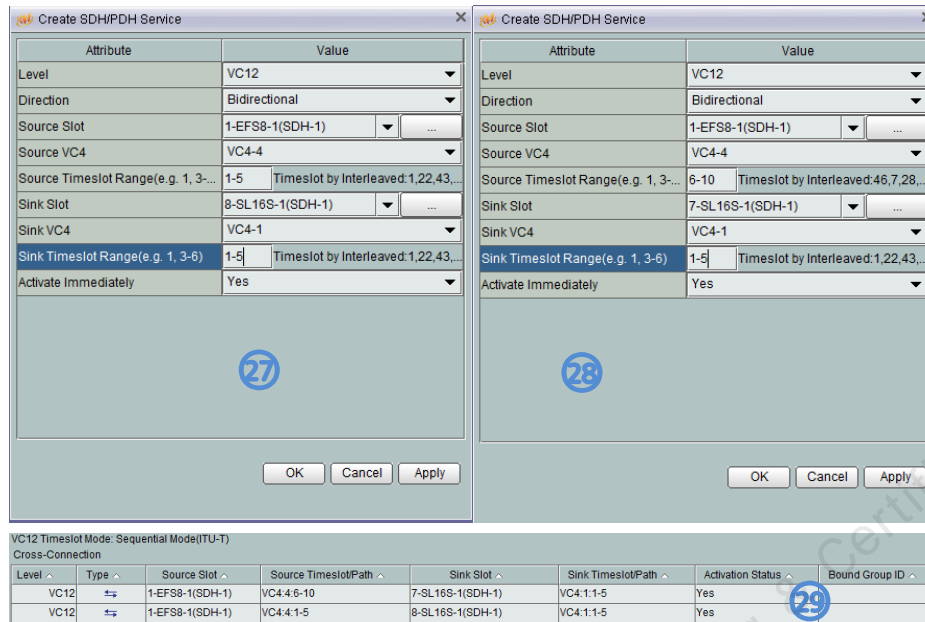 Create SDH/PDH Service
Attribute Value
Level VC12
Direction Bidirectional
Source Slot 1-EFS8-1(SDH-1) ...
Source VC4 VC4-4
Source Timeslot Range(e.g. 1, 3-... 1-5 Timeslot by Interleaved:1,22,43,...
Sink Slot 8-SL16S-1(SDH-1) ...
Sink VC4 VC4-1
Sink Timeslot Range(e.g. 1, 3-6) 1-5 Timeslot by Interleaved:1,22,43,...
Activate Immediately Yes
27
OK Cancel Apply
Create SDH/PDH Service
Attribute Value
Level VC12
Direction Bidirectional
Source Slot 1-EFS8-1(SDH-1) ...
Source VC4 VC4-4
Source Timeslot Range(e.g. 1, 3-... 6-10 Timeslot by Interleaved:46,7,28,...
Sink Slot 7-SL16S-1(SDH-1) ...
Sink VC4 VC4-1
Sink Timeslot Range(e.g. 1, 3-6) 1-5 Timeslot by Interleaved:1,22,43,...
Activate Immediately Yes
28
OK Cancel Apply
VC12 Timeslot Mode: Sequential Mode(ITU-T)
Cross-Connection
Level Type Source Slot Source Timeslot/Path Sink Slot Sink Timeslot/Path Activation Status Bound Group ID
VC12 1-EFS8-1(SDH-1) VC4:4:6-10 7-SL16S-1(SDH-1) VC4:1:1-5 Yes
VC12 1-EFS8-1(SDH-1) VC4:4:1-5 8-SL16S-1(SDH-1) VC4:1:1-5 Yes
29